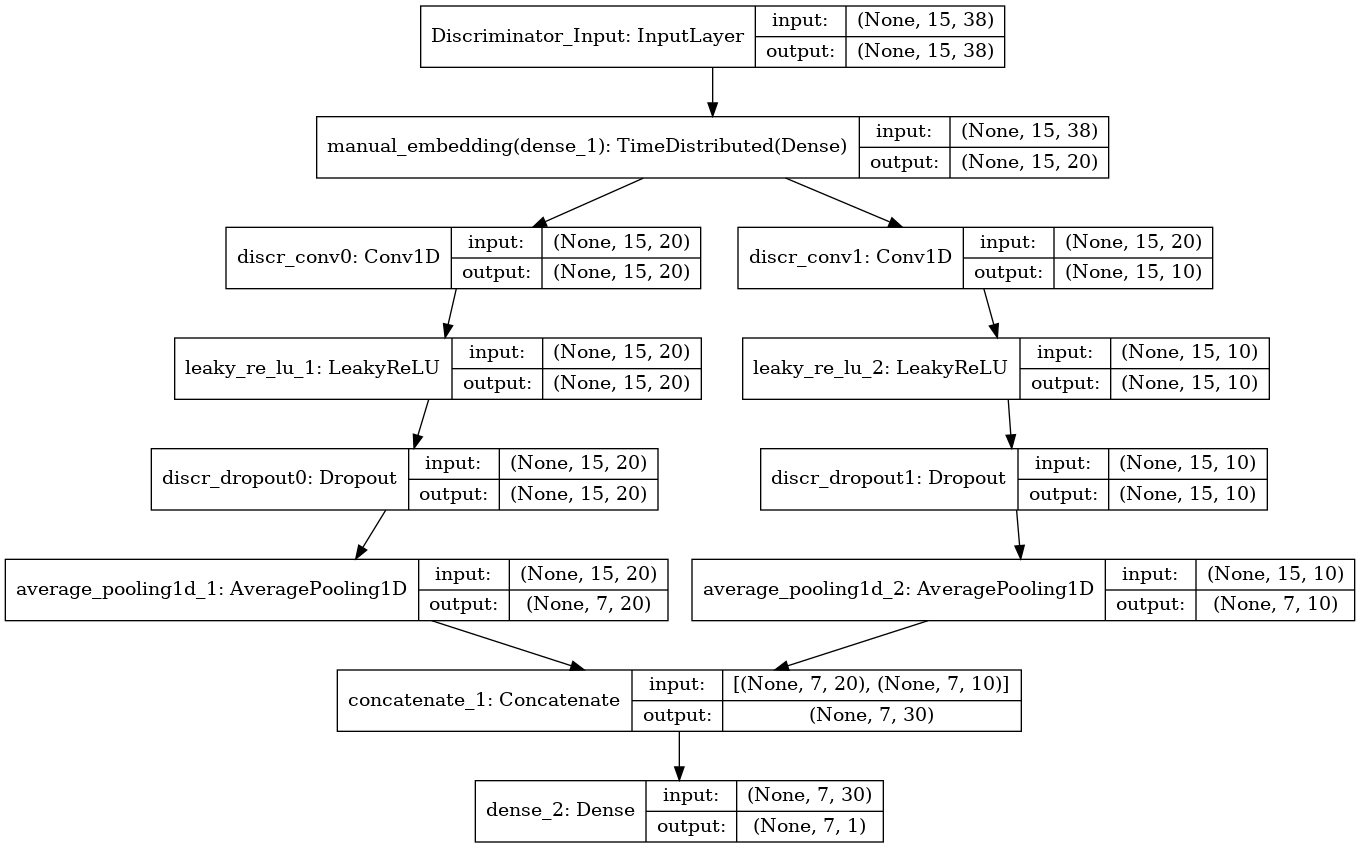 Discriminator_Input: InputLayer
input: (None, 15, 38)
output: (None, 15, 38)
manual_embedding(dense_1): TimeDistributed(Dense)
input: (None, 15, 38)
output: (None, 15, 20)
discr_conv0: Conv1D
input: (None, 15, 20)
output: (None, 15, 20)
discr_conv1: Conv1D
input: (None, 15, 20)
output: (None, 15, 10)
leaky_re_lu_1: LeakyReLU
input: (None, 15, 20)
output: (None, 15, 20)
leaky_re_lu_2: LeakyReLU
input: (None, 15, 10)
output: (None, 15, 10)
discr_dropout0: Dropout
input: (None, 15, 20)
output: (None, 15, 20)
discr_dropout1: Dropout
input: (None, 15, 10)
output: (None, 15, 10)
average_pooling1d_1: AveragePooling1D
input: (None, 15, 20)
output: (None, 7, 20)
average_pooling1d_2: AveragePooling1D
input: (None, 15, 10)
output: (None, 7, 10)
concatenate_1: Concatenate
input: [(None, 7, 20), (None, 7, 10)]
output: (None, 7, 30)
dense_2: Dense
input: (None, 7, 30)
output: (None, 7, 1)